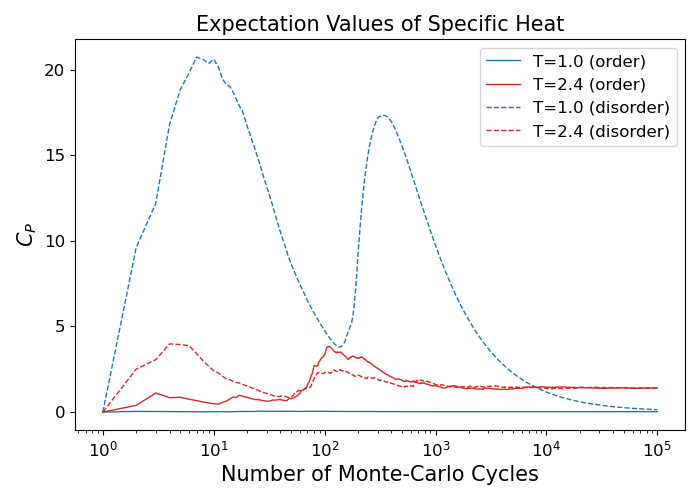 Expectation Values of Specific Heat
T=1.0 (order)
T=2.4 (order)
T=1.0 (disorder)
T=2.4 (disorder)
20
15
10
5
0
C_P
10^0
10^1
10^2
10^3
10^4
10^5
Number of Monte-Carlo Cycles